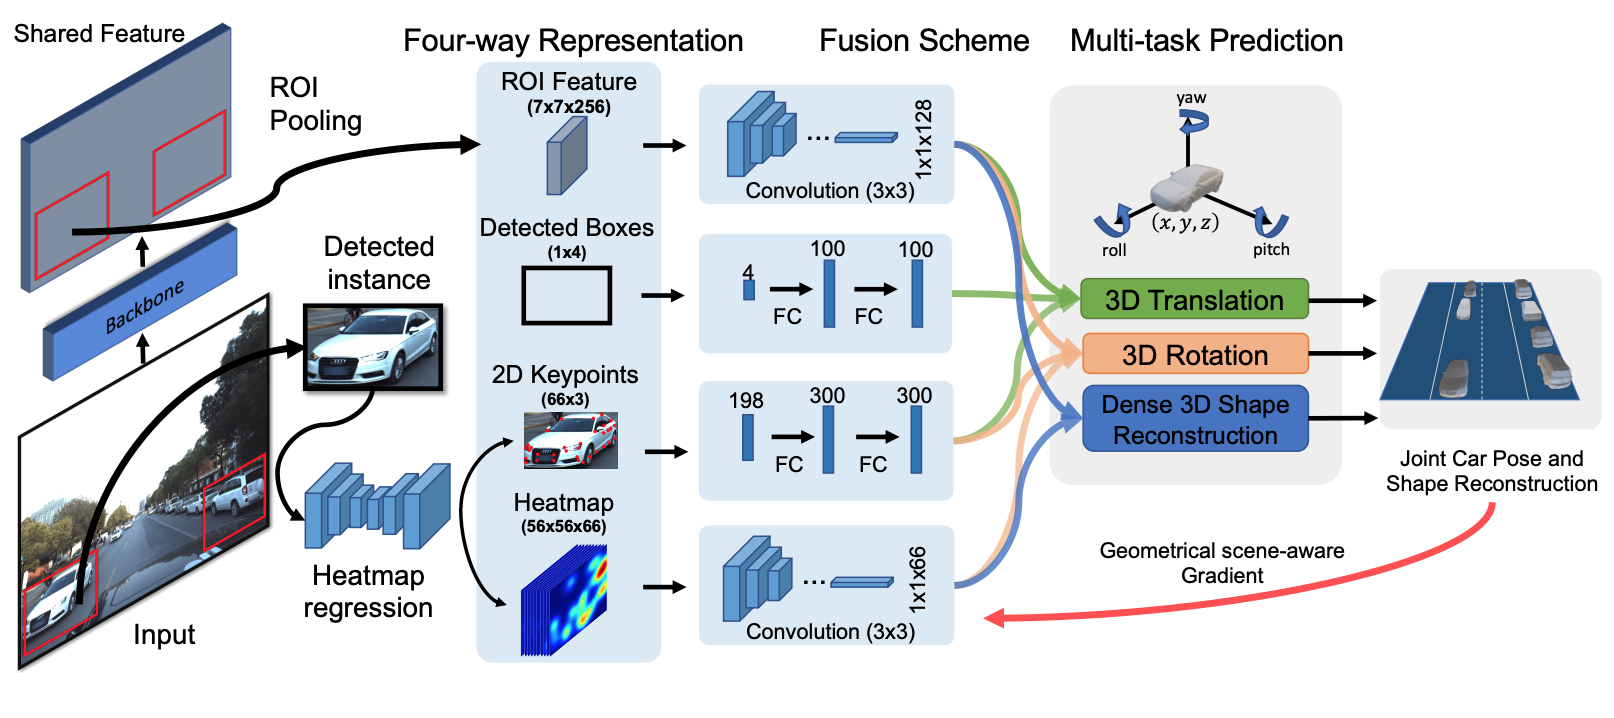 Shared Feature
Four-way Representation
Fusion Scheme
Multi-task Prediction
ROI
Pooling
ROI Feature
(7x7x256)
...
1x1x128
Convolution (3x3)
yaw
(x, y, z)
roll
pitch
Backbone
Detected
instance
Detected Boxes
(1x4)
4
100
100
FC
FC
3D Translation
3D Rotation
Dense 3D Shape
Reconstruction
2D Keypoints
(66x3)
198
300
300
FC
FC
Joint Car Pose and
Shape Reconstruction
Heatmap
(56x56x66)
...
1x1x66
Convolution (3x3)
Heatmap
regression
Input
Geometrical scene-aware
Gradient